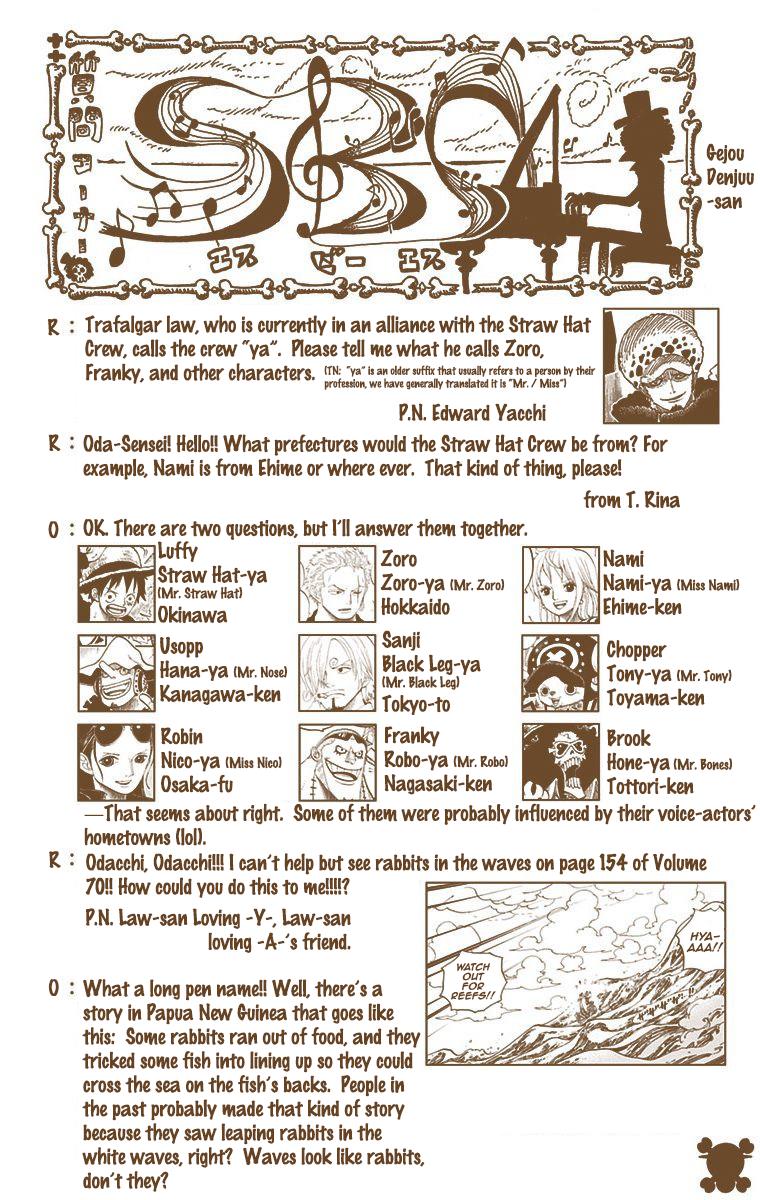 質問コーナー
SBS
エス ビー エス
Gejou
Denjuu
-san
R : Trafalgar law, who is currently in an alliance with the Straw Hat
Crew, calls the crew "ya". Please tell me what he calls Zoro,
Franky, and other characters. (TN: "ya" is an older suffix that usually refers to a person by their
profession, we have generally translated it is "Mr. / Miss")
P.N. Edward Yacchi
R : Oda-Sensei! Hello!! What prefectures would the Straw Hat Crew be from? For
example, Nami is from Ehime or where ever. That kind of thing, please!
from T. Rina
O : OK. There are two questions, but I'll answer them together.
Luffy
Straw Hat-ya
(Mr. Straw Hat)
Okinawa
Zoro
Zoro-ya (Mr. Zoro)
Hokkaido
Nami
Nami-ya (Miss Nami)
Ehime-ken
Usopp
Hana-ya (Mr. Nose)
Kanagawa-ken
Sanji
Black Leg-ya
(Mr. Black Leg)
Tokyo-to
Chopper
Tony-ya (Mr. Tony)
Toyama-ken
Robin
Nico-ya (Miss Nico)
Osaka-fu
Franky
Robo-ya (Mr. Robo)
Nagasaki-ken
Brook
Hone-ya (Mr. Bones)
Tottori-ken
—That seems about right. Some of them were probably influenced by their voice-actors'
hometowns (lol).
R : Odacchi, Odacchi!!! I can't help but see rabbits in the waves on page 154 of Volume
70!! How could you do this to me!!!!?
P.N. Law-san Loving -Y-, Law-san
loving -A-'s friend.
HYA-
AAA!!
WATCH
OUT
FOR
REEFS!!
O : What a long pen name!! Well, there's a
story in Papua New Guinea that goes like
this: Some rabbits ran out of food, and they
tricked some fish into lining up so they could
cross the sea on the fish's backs. People in
the past probably made that kind of story
because they saw leaping rabbits in the
white waves, right? Waves look like rabbits,
don't they?